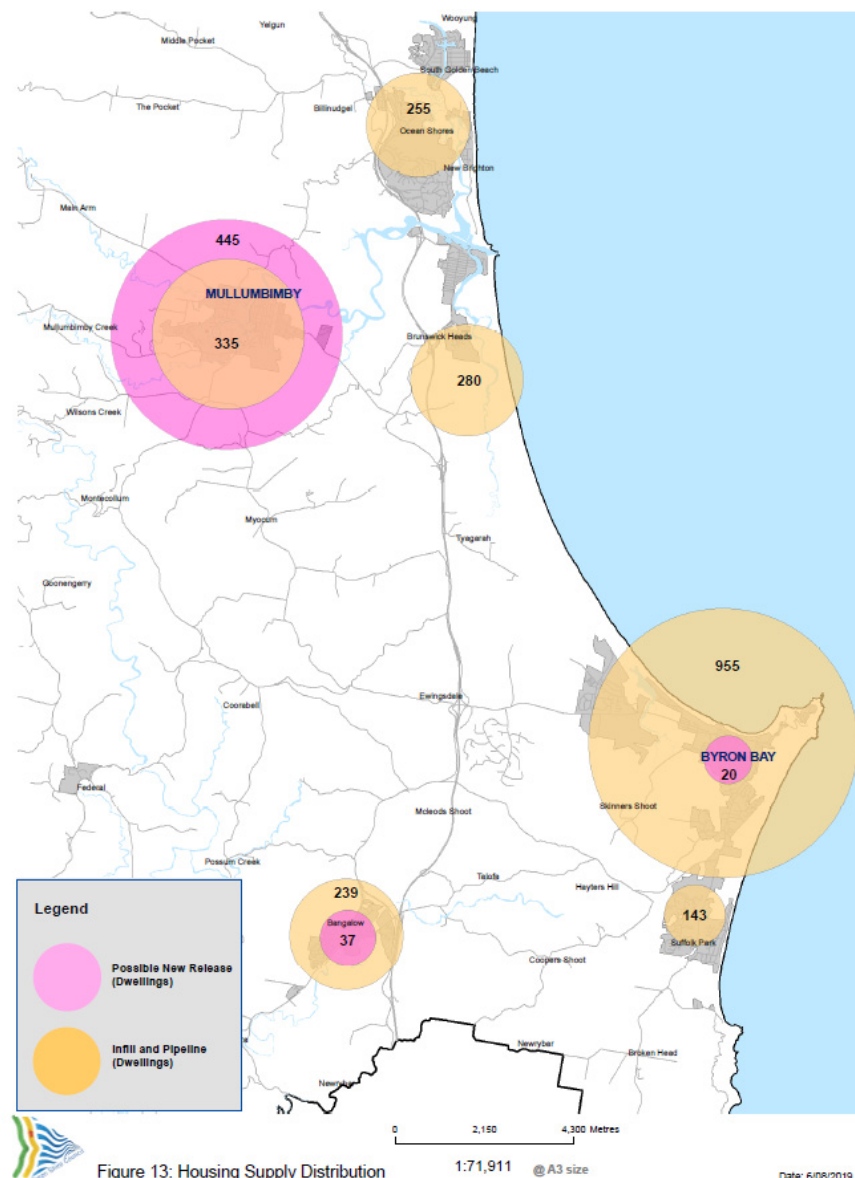 Wooyung
Yelgun
Middle Pocket
South Golden Beach
The Pocket
Billinudgel
255
Ocean Shores
New Brighton
Main Arm
445
MULLUMBIMBY
Mullumbimby Creek
335
Brunswick Heads
280
Wilsons Creek
Montecollum
Myocum
Tyagarah
Goonengerry
955
Coorabell
Ewingsdale
BYRON BAY
20
Federal
Skinners Shoot
Mcleods Shoot
Possum Creek
Talofa
Hayters Hill
239
Bangalow
37
143
Suffolk Park
Coopers Shoot
Newrybar
Broken Head
Newrybar
Legend
Possible New Release
(Dwellings)
Infill and Pipeline
(Dwellings)
0 2,150 4,300 Metres
Figure 13: Housing Supply Distribution
1:71,911 @ A3 size
Date: 6/08/2019